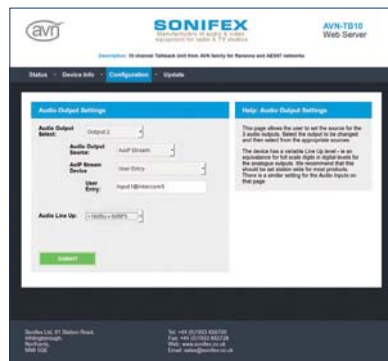 avn
SONIFEX
Manufacturers of audio & video
equipment for radio & TV studios
AVN-TB10
Web Server
Description: 10 channel Talkback Unit from AVN family for Ravenna and AES67 networks
Status - Device Info - Configuration - Update
Audio Output Settings
Audio Output Select: Output 2
Audio Output Source: AoIP Stream
AoIP Stream Device User Entry
User Entry: Input1@intercom5
Audio Line Up: +18dBu = 0dBFS
SUBMIT
Help: Audio Output Settings
This page allows the user to set the source for the
3 audio outputs. Select the output to be changed
and then select from the appropriate sources.
The device has a variable Line Up level - ie an
equivalence for full scale digits in digital levels for
the analogue outputs. We recommend that this
should be set station wide for most products.
There is a similar setting for the Audio Inputs on
that page
Sonifex Ltd, 61 Station Road,
Irthlingborough,
Northants,
NN9 5QE
Tel: +44 (0)1933 650700
Fax: +44 (0)1933 650726
Web: www.sonifex.co.uk
Email: sales@sonifex.co.uk